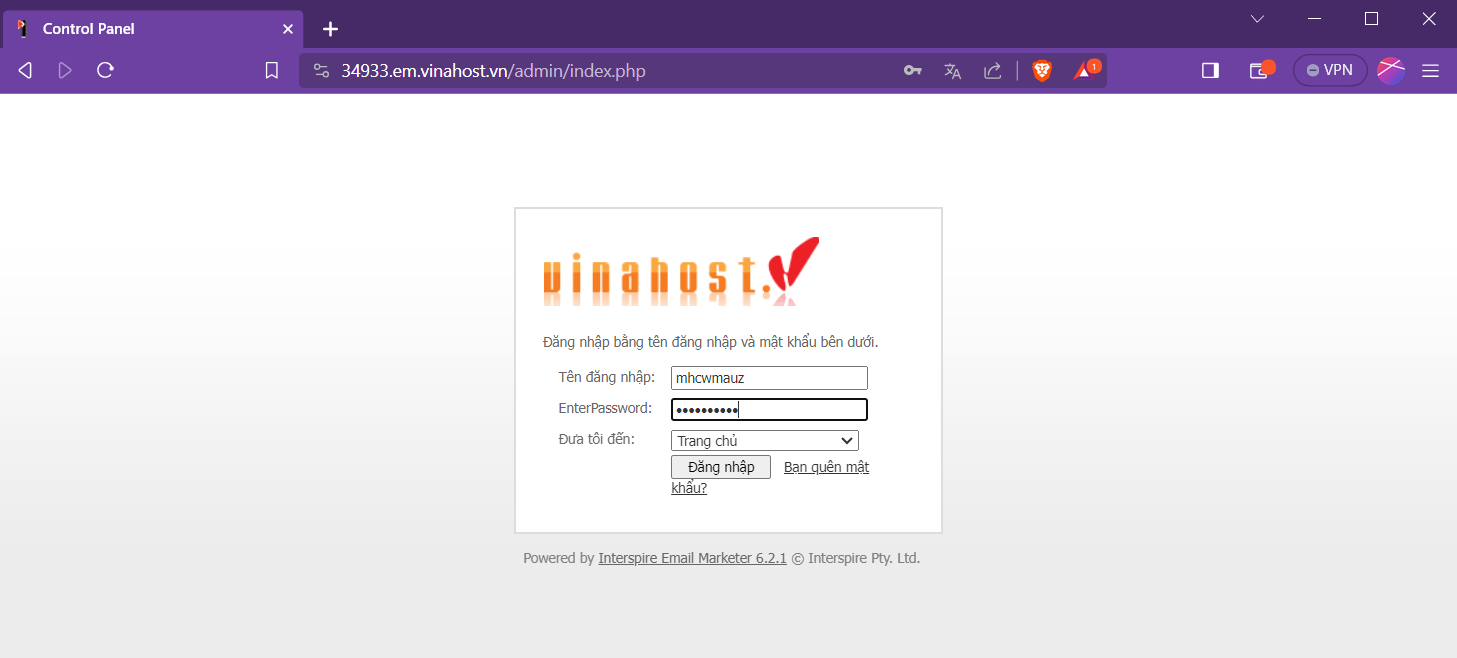 Control Panel
34933.em.vinahost.vn/admin/index.php
1
VPN
vinahost.
Đăng nhập bằng tên đăng nhập và mật khẩu bên dưới.
Tên đăng nhập: mhcwmauz
EnterPassword: ••••••••••
Đưa tôi đến: Trang chủ
Đăng nhập Bạn quên mật
khẩu?
Powered by Interspire Email Marketer 6.2.1 © Interspire Pty. Ltd.